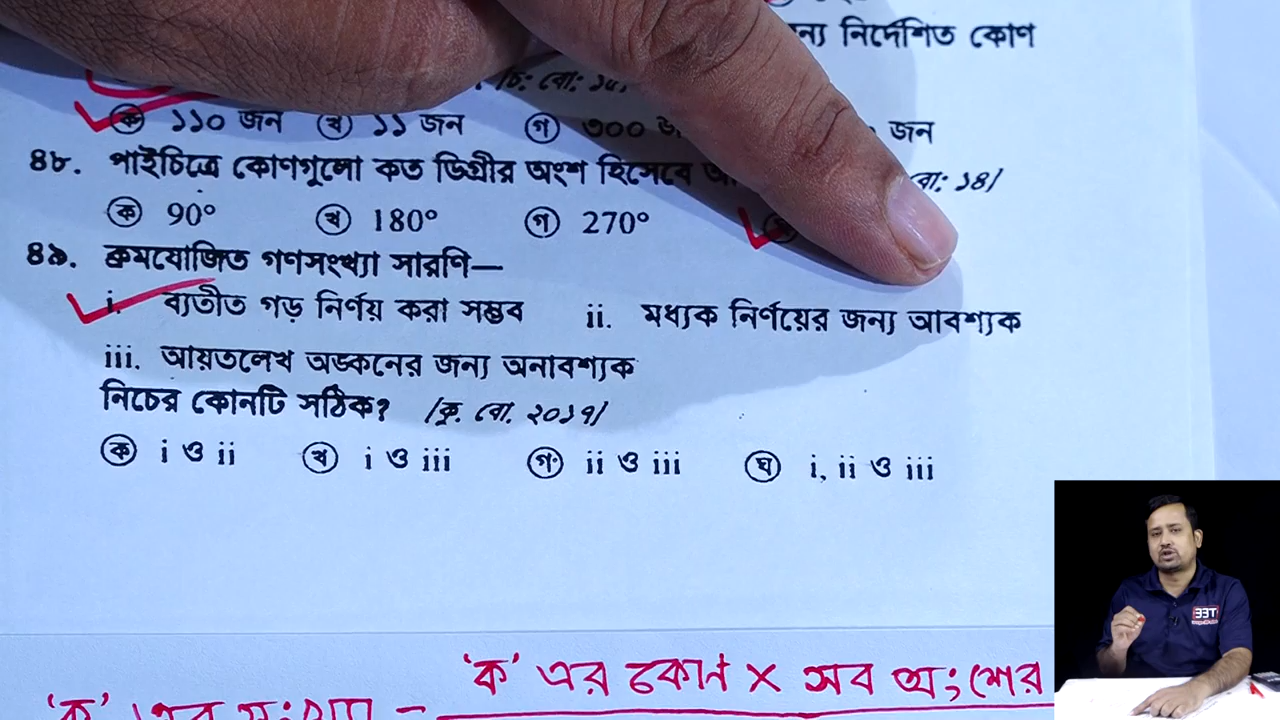 নির্দেশিত কোণ
ক ১১০ জন খ ১১ জন গ ৩০০ জন
৪৮. পাইচিত্রে কোণগুলো কত ডিগ্রীর অংশ হিসেবে বো: ১৪/
ক 90° খ 180° গ 270°
৪৯. ক্রমযোজিত গণসংখ্যা সারণি—
i. ব্যতীত গড় নির্ণয় করা সম্ভব ii. মধ্যক নির্ণয়ের জন্য আবশ্যক
iii. আয়তলেখ অঙ্কনের জন্য অনাবশ্যক
নিচের কোনটি সঠিক? /কু. বো. ২০১৭/
ক i ও ii খ i ও iii গ ii ও iii ঘ i, ii ও iii
'ক' এর কোণ × সব অংশের
'ক' এর =